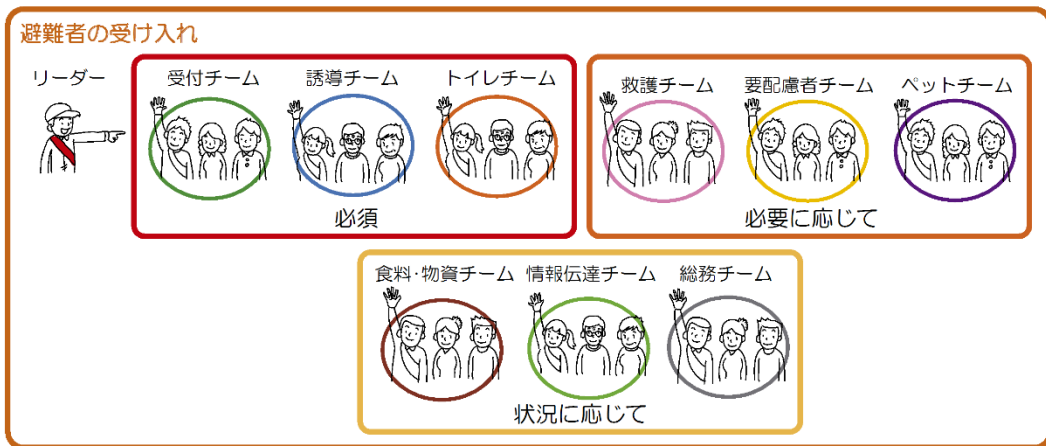 避難者の受け入れ
リーダー
受付チーム
誘導チーム
トイレチーム
必須
救護チーム
要配慮者チーム
ペットチーム
必要に応じて
食料・物資チーム
情報伝達チーム
総務チーム
状況に応じて